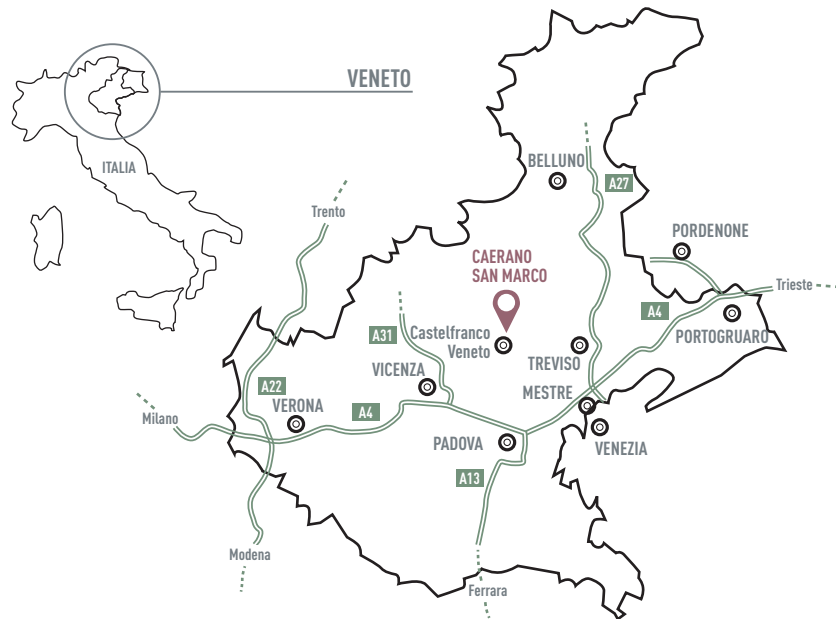 VENETO
ITALIA
BELLUNO
A27
Trento
PORDENONE
CAERANO
SAN MARCO
Trieste
A4
A31
Castelfranco
Veneto
PORTOGRUARO
TREVISO
VICENZA
A22
MESTRE
VERONA
A4
Milano
PADOVA
VENEZIA
A13
Modena
Ferrara